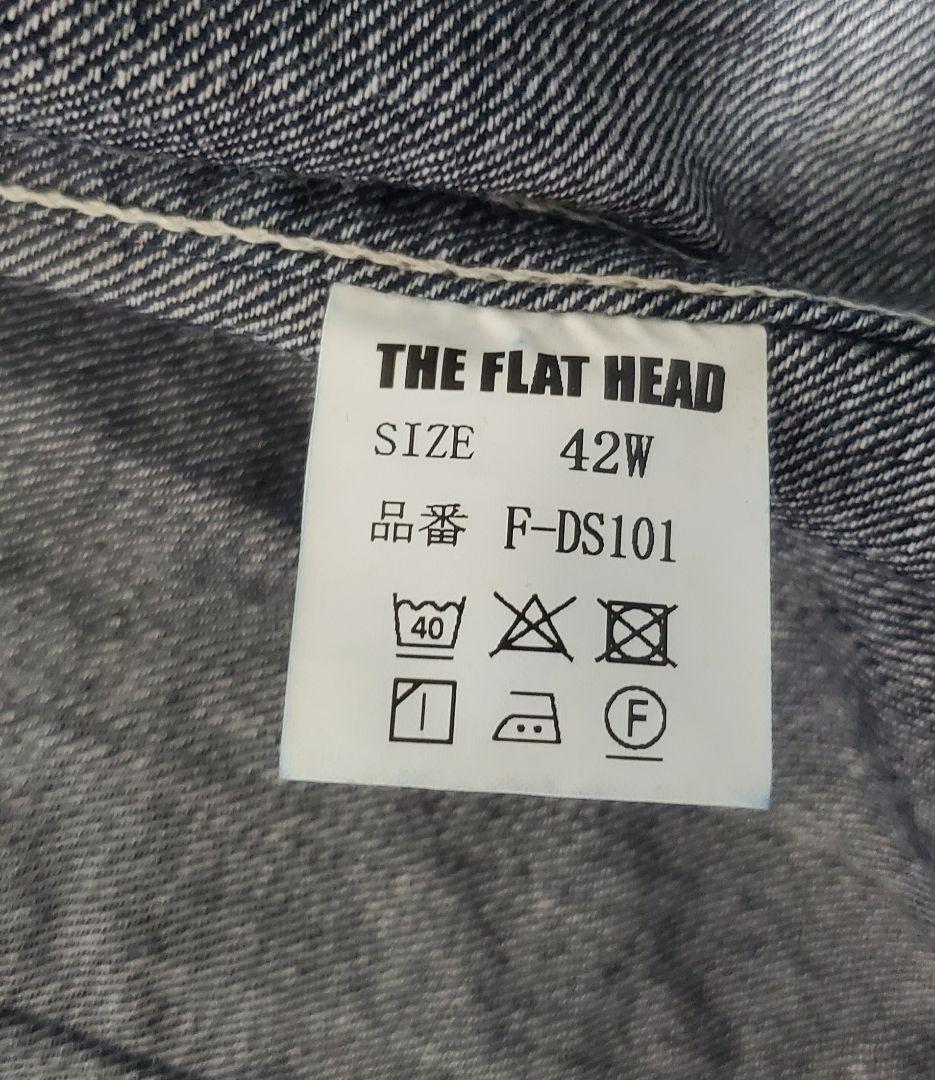 THE FLAT HEAD
SIZE 42W
品番 F-DS101
40
F